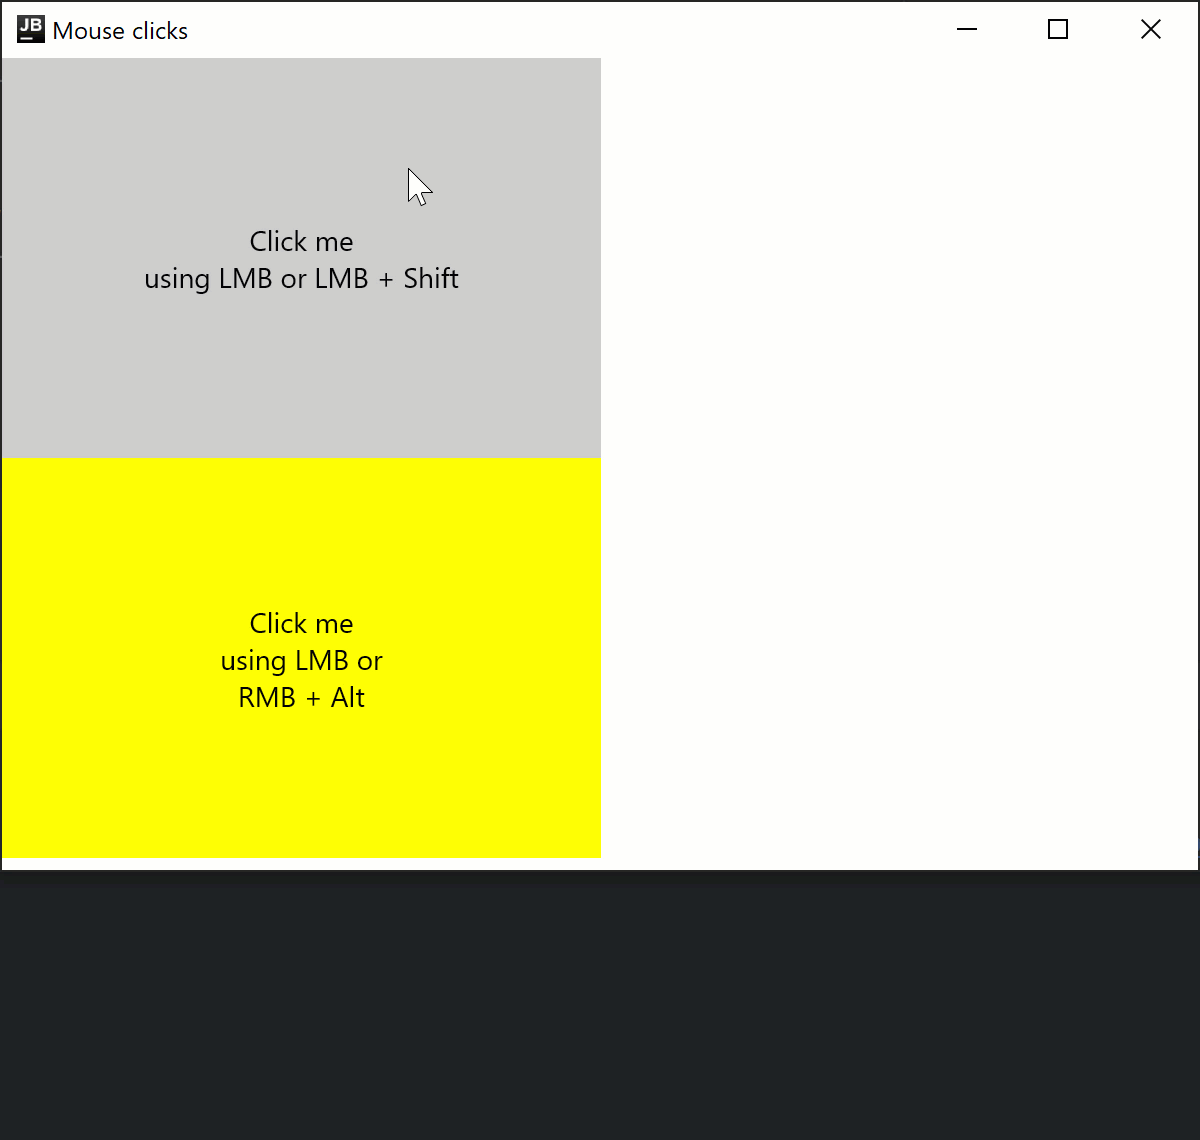 JB Mouse clicks
Click me
using LMB or LMB + Shift
Click me
using LMB or
RMB + Alt